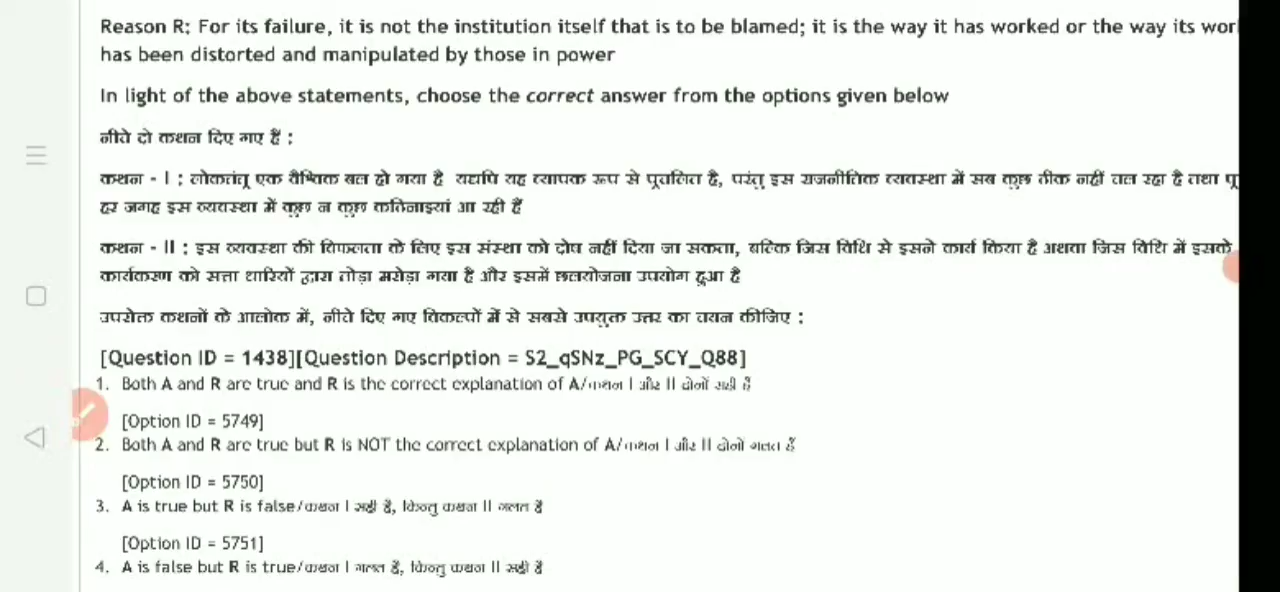 Reason R: For its failure, it is not the institution itself that is to be blamed; it is the way it has worked or the way its wor
has been distorted and manipulated by those in power
In light of the above statements, choose the correct answer from the options given below
नीचे दो कथन दिए गए हैं :
कथन - I : लोकतंत्र एक वैश्विक बल हो गया है यद्यपि यह व्यापक रूप से प्रचलित है, परंतु इस राजनीतिक व्यवस्था में सब कुछ ठीक नहीं चल रहा है तथा प्र
हर जगह इस व्यवस्था में कुछ न कुछ कठिनाइयां आ रही हैं
कथन - II : इस व्यवस्था की विफलता के लिए इस संस्था को दोष नहीं दिया जा सकता, बल्कि जिस विधि से इसने कार्य किया है अथवा जिस विधि में इसके
कार्यकरण को सत्ता धारियों द्वारा तोड़ा मरोड़ा गया है और इसमें छलयोजना उपयोग हुआ है
उपरोक्त कथनों के आलोक में, नीचे दिए गए विकल्पों में से सबसे उपयुक्त उत्तर का चयन कीजिए :
[Question ID = 1438][Question Description = S2_qSNz_PG_SCY_Q88]
1. Both A and R are true and R is the correct explanation of A/कथन I और II दोनों सही हैं
[Option ID = 5749]
2. Both A and R are true but R is NOT the correct explanation of A/कथन I और II दोनों गलत हैं
[Option ID = 5750]
3. A is true but R is false/कथन I सही है, किन्तु कथन II गलत है
[Option ID = 5751]
4. A is false but R is true/कथन I गलत है, किन्तु कथन II सही है